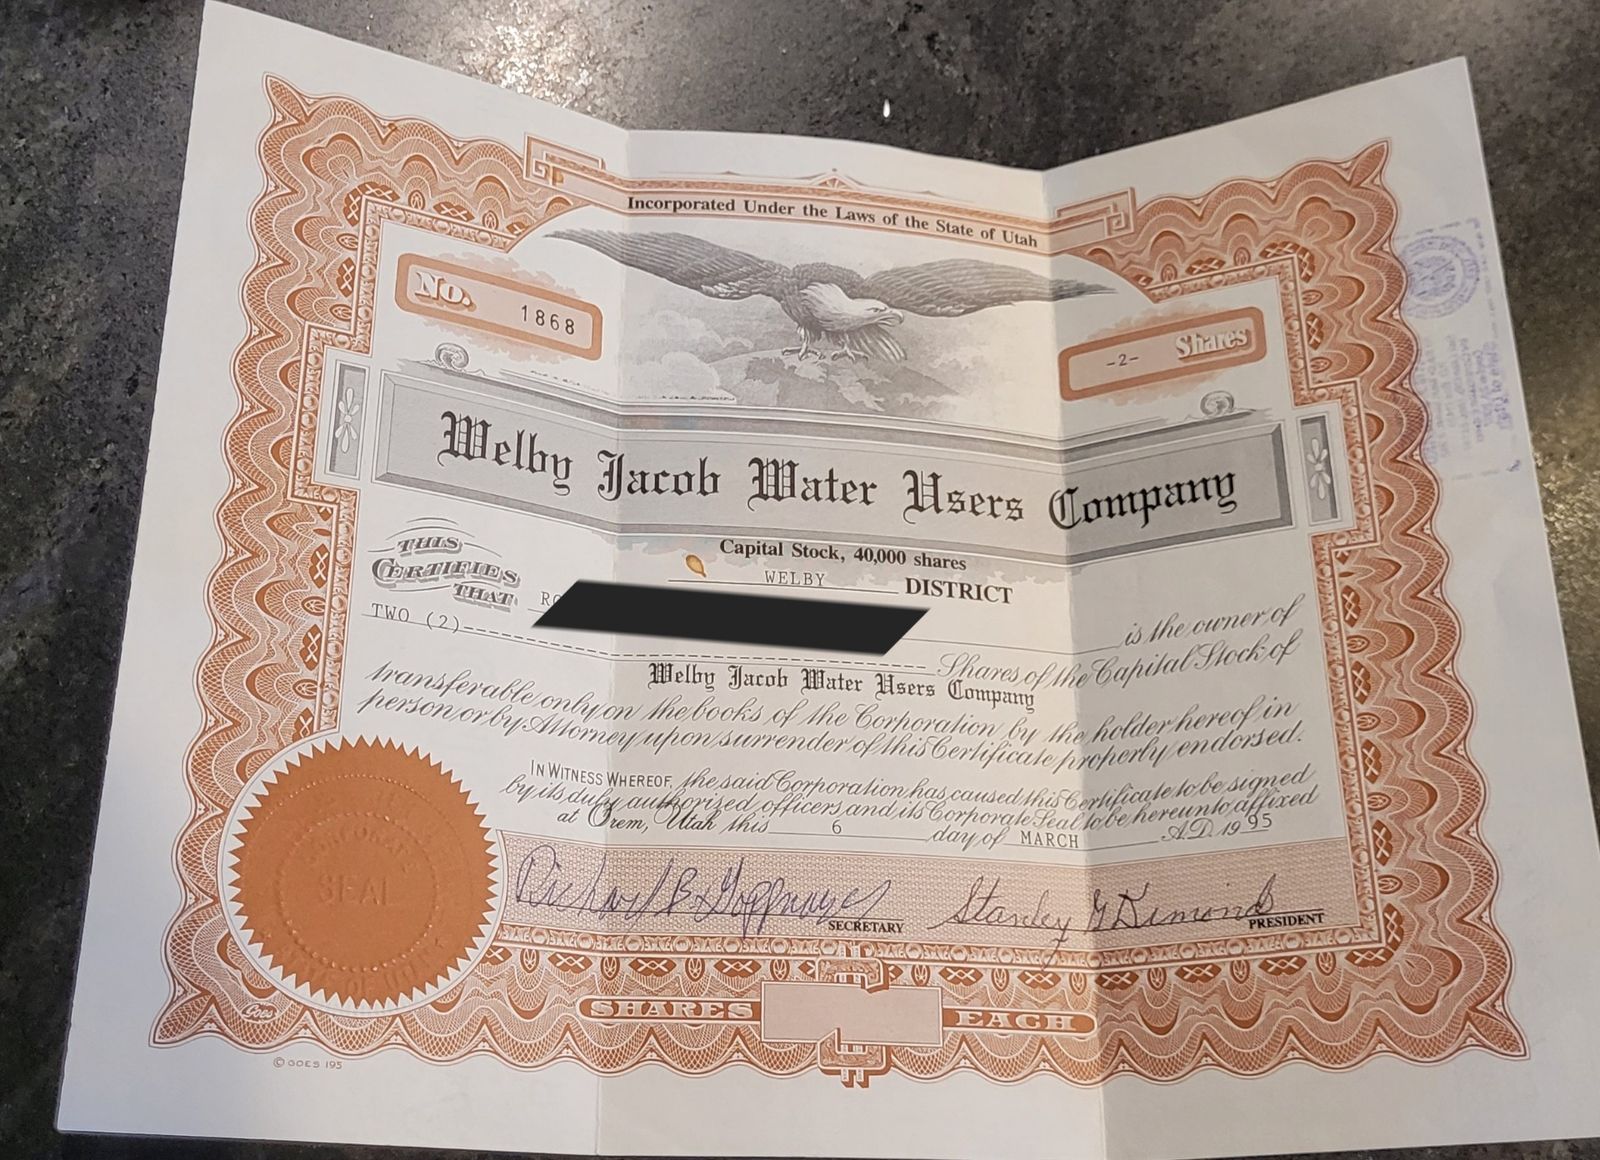 Incorporated Under the Laws of the State of Utah
No. 1868
-2- Shares
Welby Jacob Water Users Company
Capital Stock, 40,000 shares
WELBY DISTRICT
THIS CERTIFIES THAT
is the owner of
TWO (2) Shares of the Capital Stock of
Welby Jacob Water Users Company
transferable only on the books of the Corporation by the holder hereof in
person or by Attorney upon surrender of this Certificate properly endorsed.
IN WITNESS WHEREOF, the said Corporation has caused this Certificate to be signed
by its duly authorized officers, and its Corporate Seal to be hereunto affixed
at Orem, Utah this 6 day of MARCH A.D. 19 95
Stanley G Dimond
SECRETARY
PRESIDENT
SEAL
SHARES EACH
Goes
© GOES 195